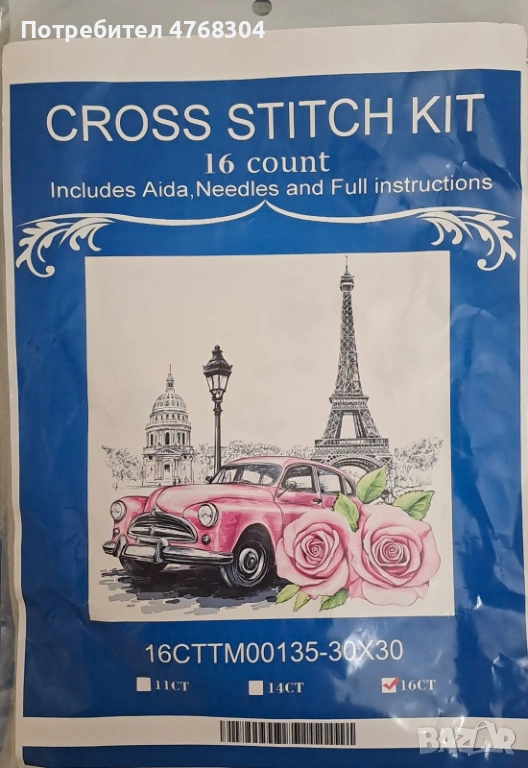 Потребител 4768304
CROSS STITCH KIT
16 count
Includes Aida,Needles and Full instructions
16CTTM00135-30X30
11CT
14CT
16CT
BAZAR